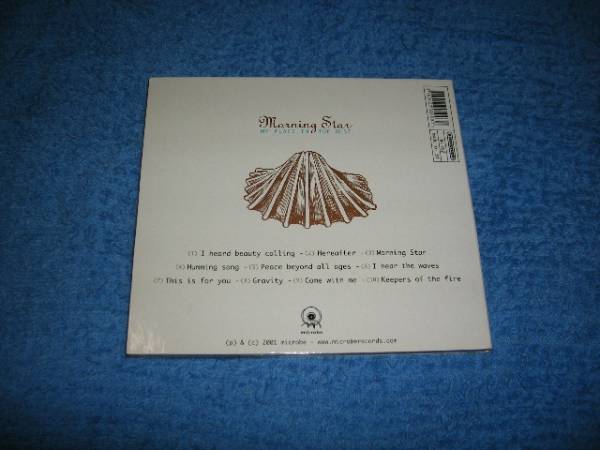 Morning Star
MY PLACE IN THE DUST
(1) I heard beauty calling - (2) Hereafter - (3) Morning Star
(4) Humming song - (5) Peace beyond all ages - (6) I hear the waves
(7) This is for you - (8) Gravity - (9) Come with me - (10) Keepers of the fire
microbe
(p) & (c) 2001 microbe - www.microberecords.com